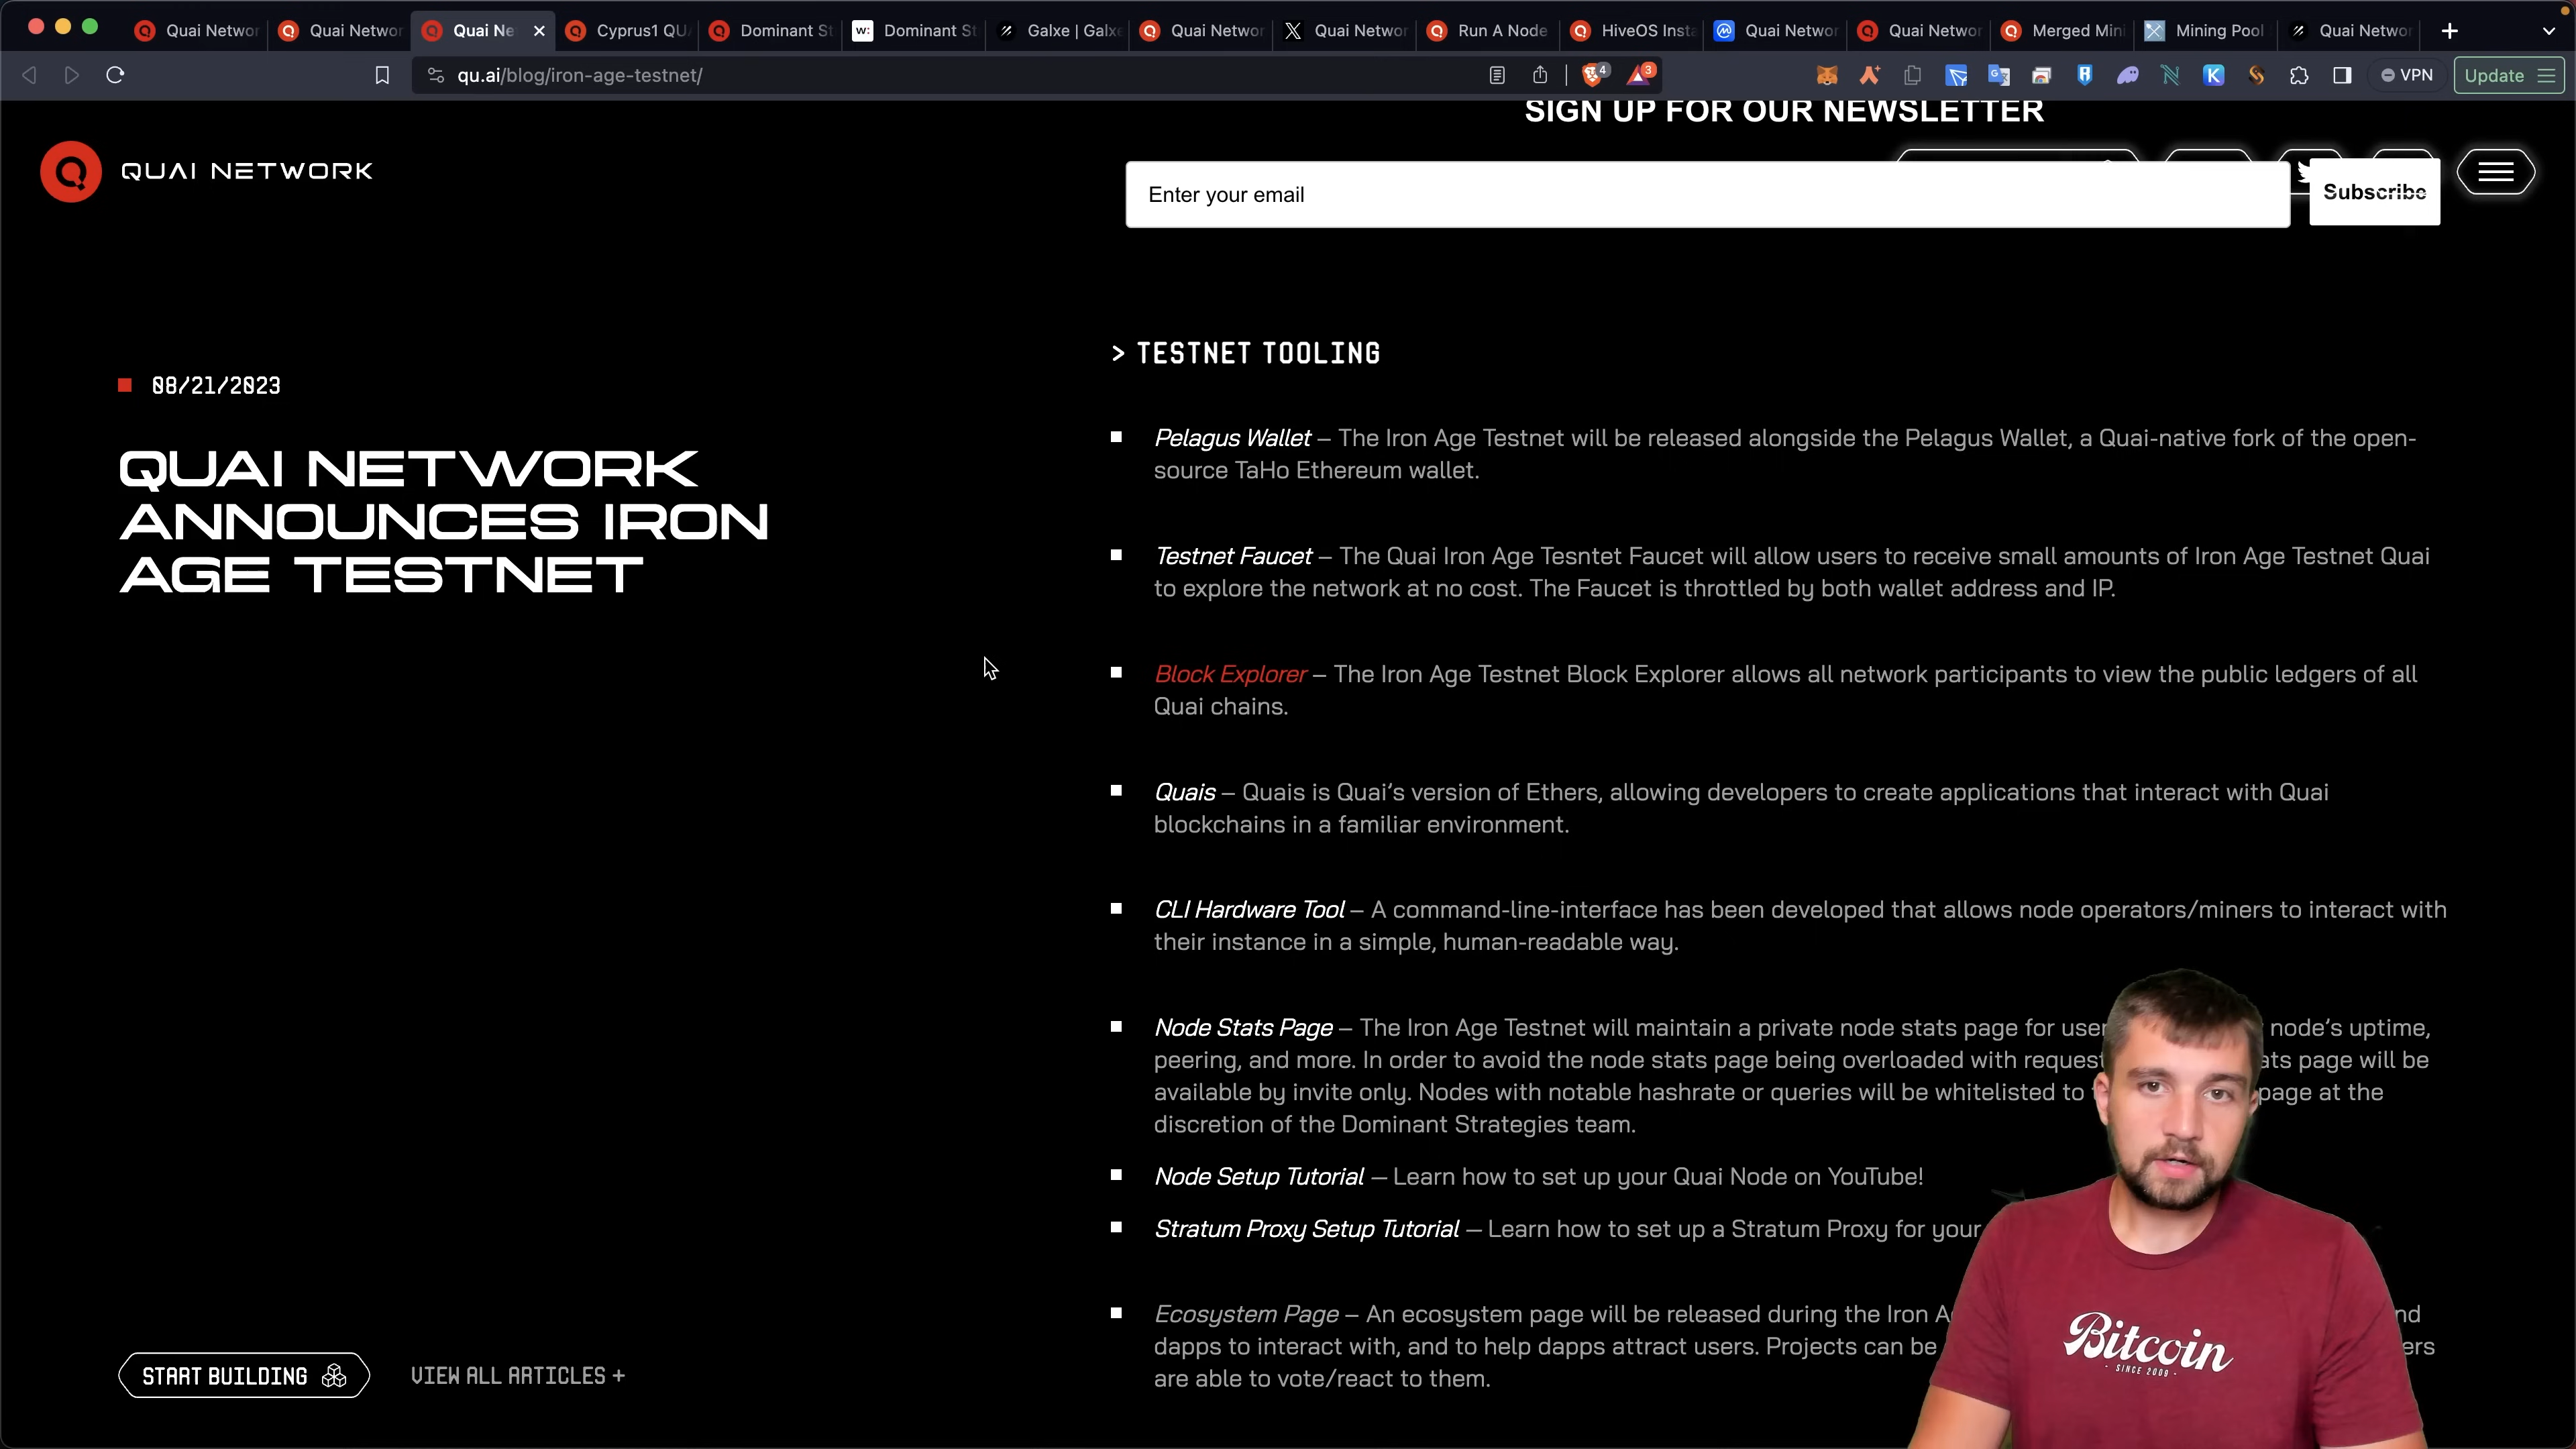 Quai Networ
Quai Networ
Quai Ne
Cyprus1 QU
Dominant S
w:
Dominant St
Galxe | Galx
Quai Networ
Quai Networ
Run A Node
HiveOS Insta
Quai Networ
Quai Networ
Merged Min
Mining Pool
Quai Networ
qu.ai/blog/iron-age-testnet/
4
3
VPN
Update
SIGN UP FOR OUR NEWSLETTER
QUAI NETWORK
Enter your email
Subscribe
> TESTNET TOOLING
08/21/2023
QUAI NETWORK
ANNOUNCES IRON
AGE TESTNET
Pelagus Wallet – The Iron Age Testnet will be released alongside the Pelagus Wallet, a Quai-native fork of the open-
source TaHo Ethereum wallet.
Testnet Faucet – The Quai Iron Age Tesntet Faucet will allow users to receive small amounts of Iron Age Testnet Quai
to explore the network at no cost. The Faucet is throttled by both wallet address and IP.
Block Explorer – The Iron Age Testnet Block Explorer allows all network participants to view the public ledgers of all
Quai chains.
Quais – Quais is Quai’s version of Ethers, allowing developers to create applications that interact with Quai
blockchains in a familiar environment.
CLI Hardware Tool – A command-line-interface has been developed that allows node operators/miners to interact with
their instance in a simple, human-readable way.
Node Stats Page – The Iron Age Testnet will maintain a private node stats page for user node’s uptime,
peering, and more. In order to avoid the node stats page being overloaded with request ats page will be
available by invite only. Nodes with notable hashrate or queries will be whitelisted to page at the
discretion of the Dominant Strategies team.
Node Setup Tutorial — Learn how to set up your Quai Node on YouTube!
Stratum Proxy Setup Tutorial — Learn how to set up a Stratum Proxy for your
Ecosystem Page – An ecosystem page will be released during the Iron A nd
dapps to interact with, and to help dapps attract users. Projects can be ers
are able to vote/react to them.
START BUILDING
VIEW ALL ARTICLES +
Bitcoin
- SINCE 2009 -